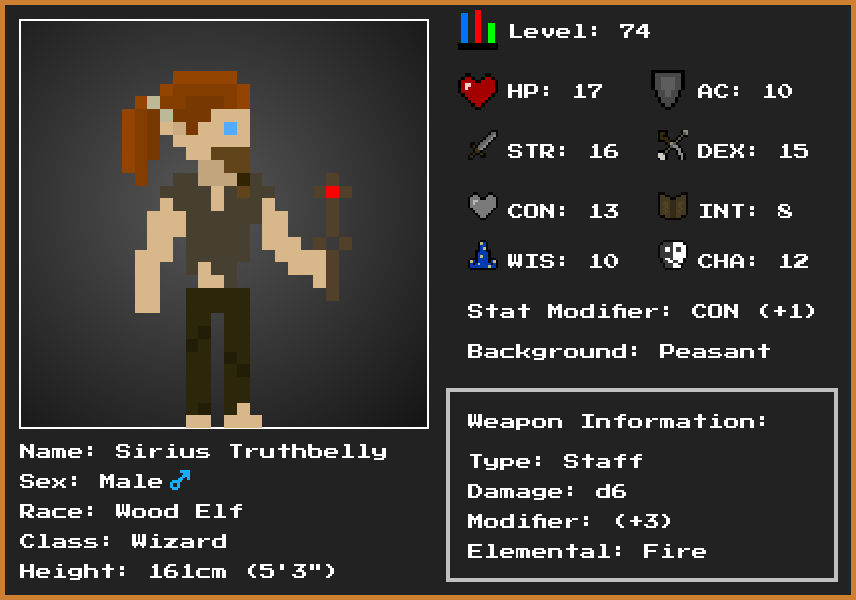 Level: 74
HP: 17
AC: 10
STR: 16
DEX: 15
CON: 13
INT: 8
WIS: 10
CHA: 12
Stat Modifier: CON (+1)
Background: Peasant
Weapon Information:
Type: Staff
Damage: d6
Modifier: (+3)
Elemental: Fire
Name: Sirius Truthbelly
Sex: Male♂
Race: Wood Elf
Class: Wizard
Height: 161cm (5'3")